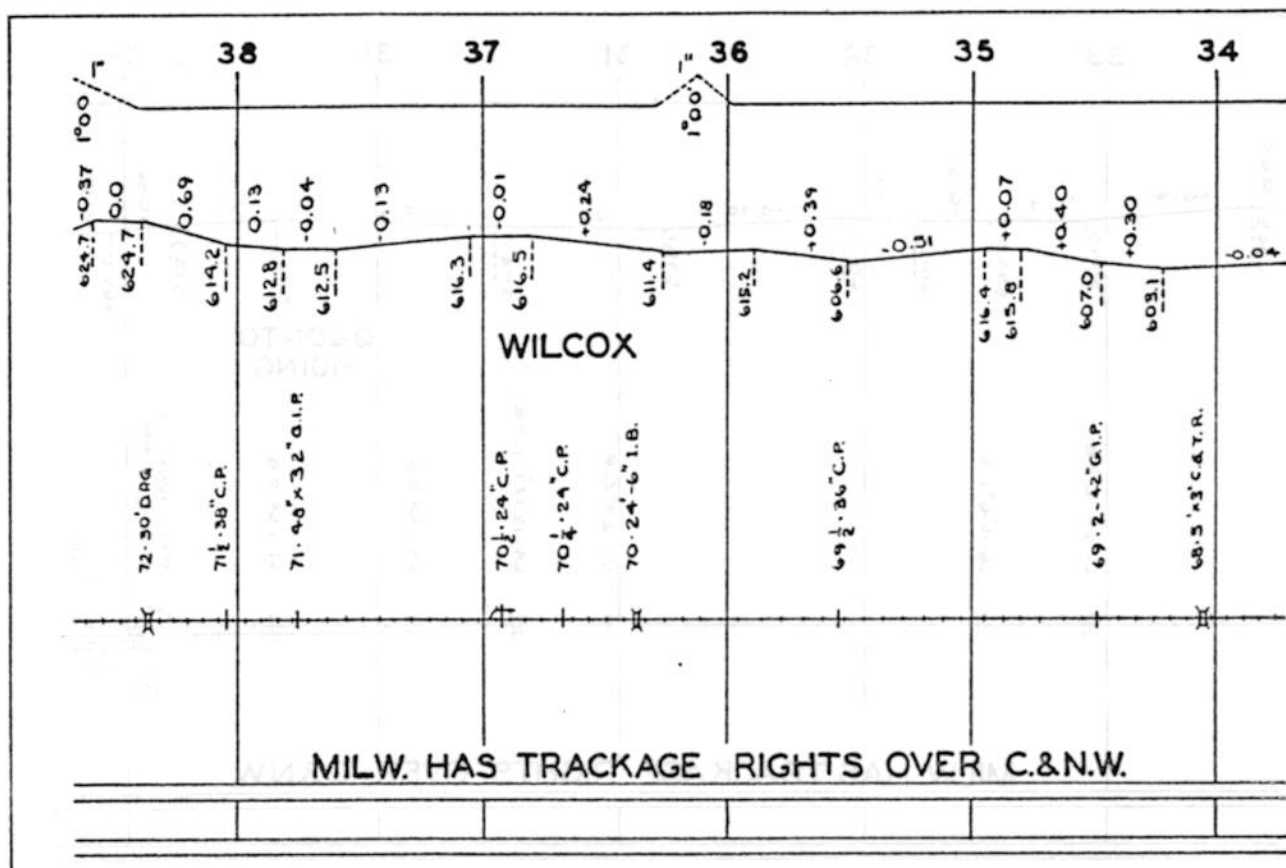 38 37 36 35 34
1" 1"
1°00' 1°00'
-0.37 0.0 0.69 0.13 -0.04 -0.13 -0.01 +0.24 -0.18 +0.39 -0.51 +0.07 +0.40 +0.30 -0.04
624.7 624.7 614.2 612.8 612.5 616.3 616.5 611.4 615.2 606.6 616.4 615.8 607.0 603.1
WILCOX
72·30' DPG
71½·38" C.P.
71·48" x 32" G.I.P.
70½·24" C.P.
70¼·24" C.P.
70·24'-6" I.B.
69½·36" C.P.
69·2-42" G.I.P.
68·5'x3' C.&T.R.
MILW. HAS TRACKAGE RIGHTS OVER C.&N.W.